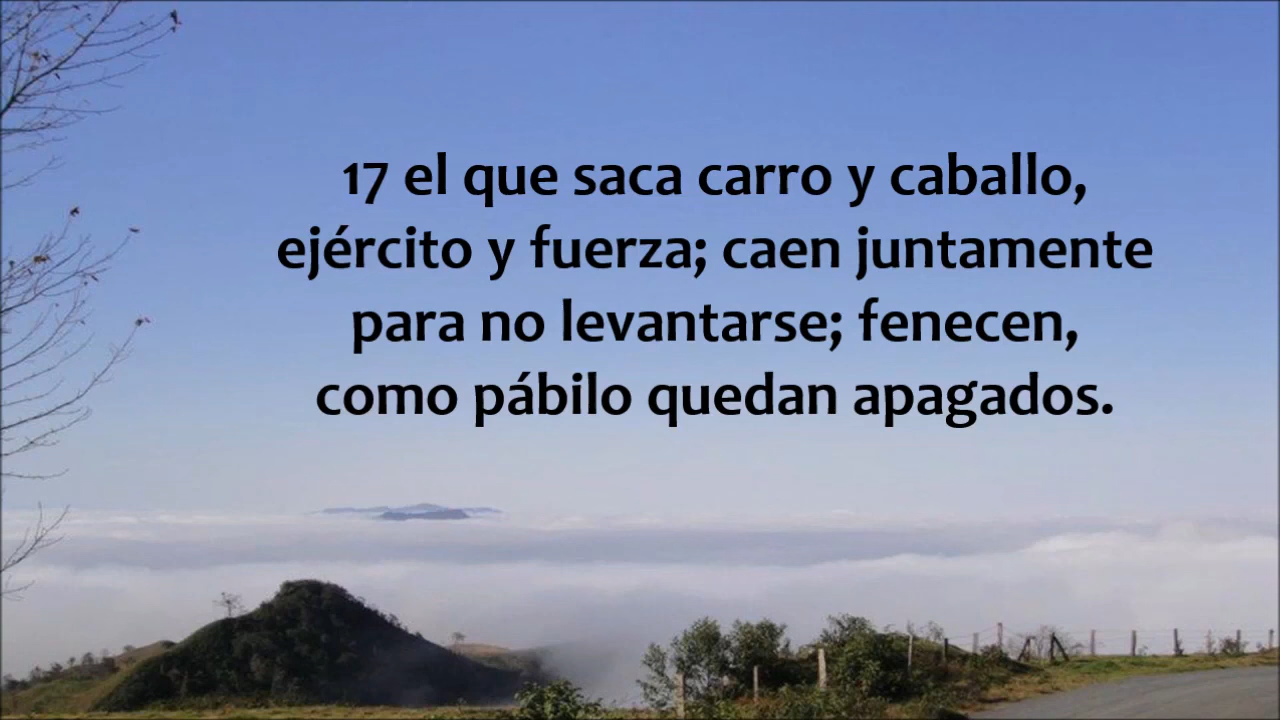 17 el que saca carro y caballo,
ejército y fuerza; caen juntamente
para no levantarse; fenecen,
como pábilo quedan apagados.